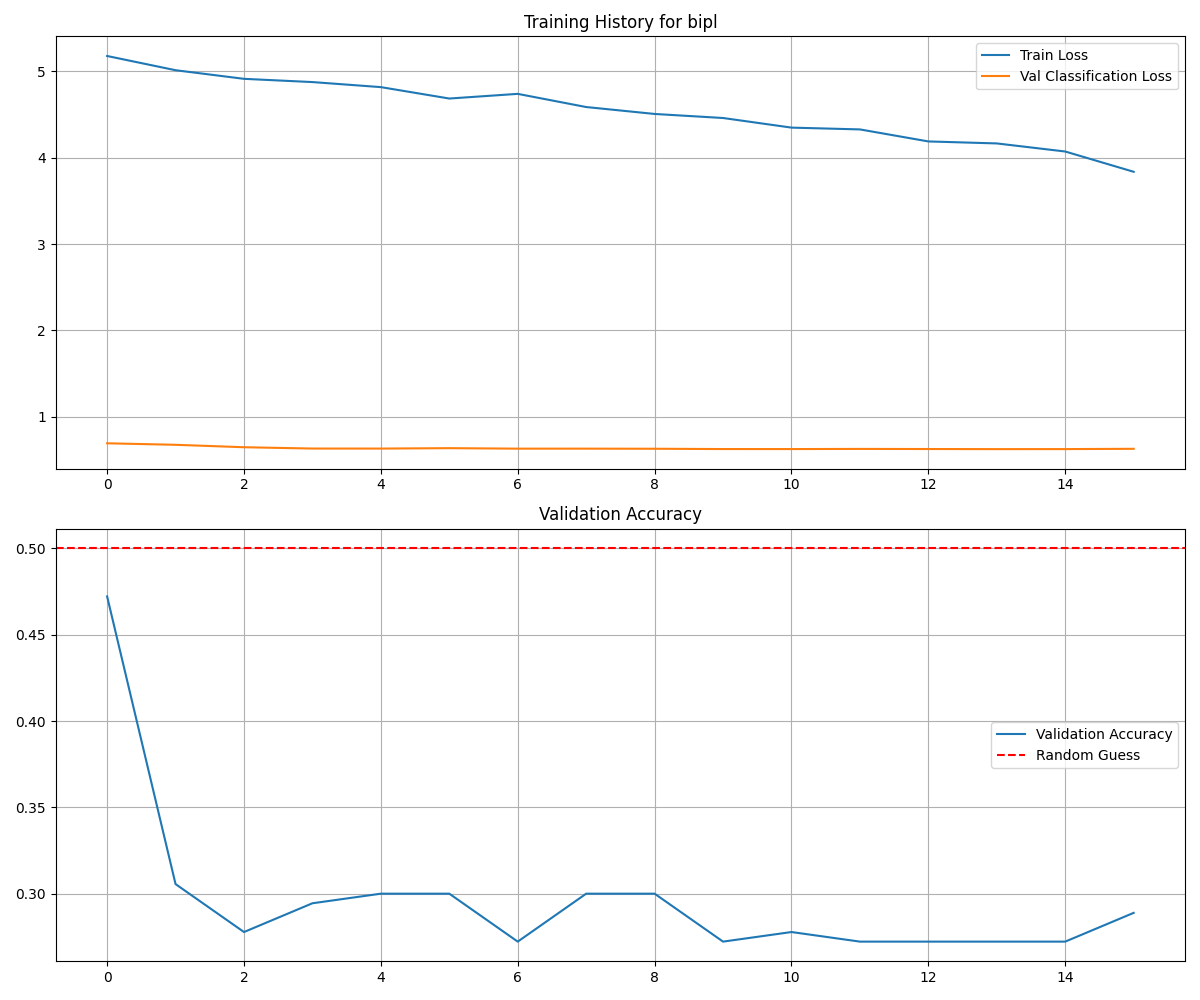 Training History for bipl
Train Loss
Val Classification Loss
5
4
3
2
1
0 2 4 6 8 10 12 14
Validation Accuracy
0.50
0.45
0.40
0.35
0.30
Validation Accuracy
Random Guess
0 2 4 6 8 10 12 14